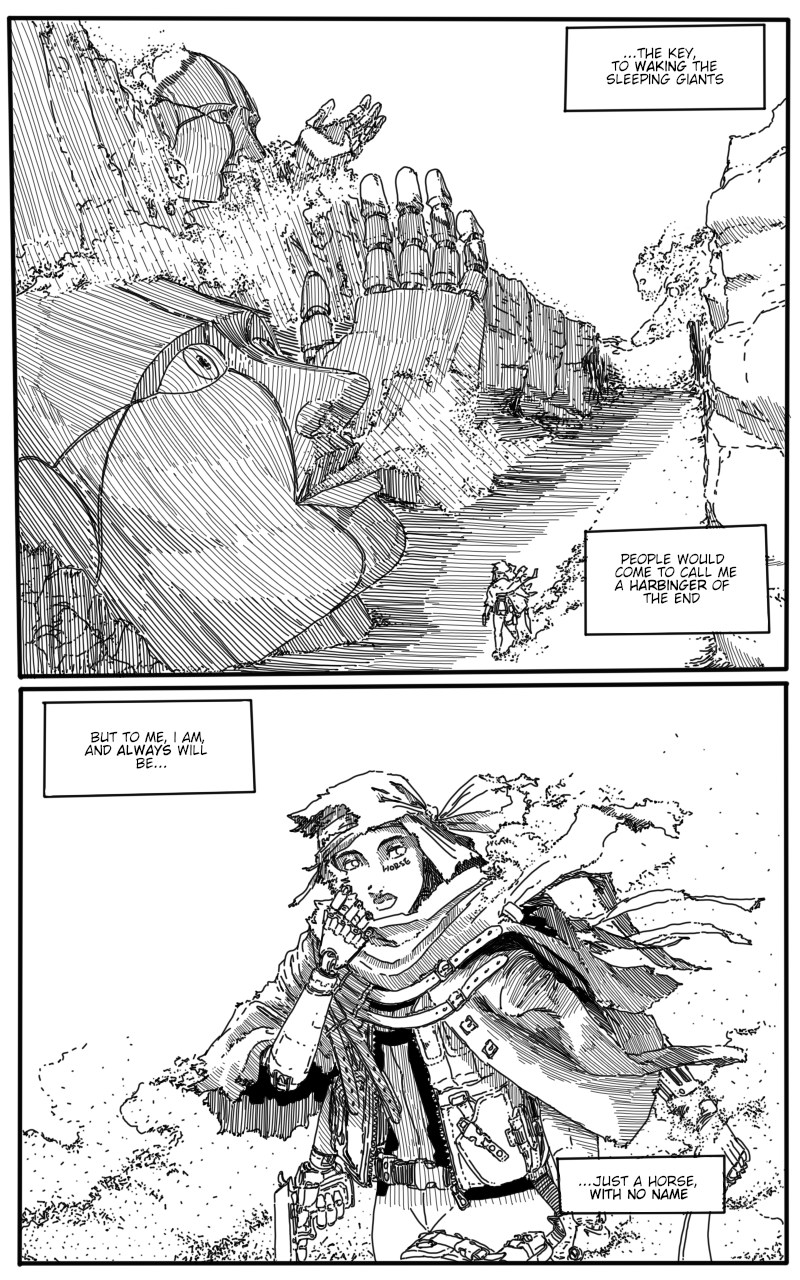 ...THE KEY,
TO WAKING THE
SLEEPING GIANTS
PEOPLE WOULD
COME TO CALL ME
A HARBINGER OF
THE END
BUT TO ME, I AM,
AND ALWAYS WILL
BE...
HORSE
...JUST A HORSE,
WITH NO NAME